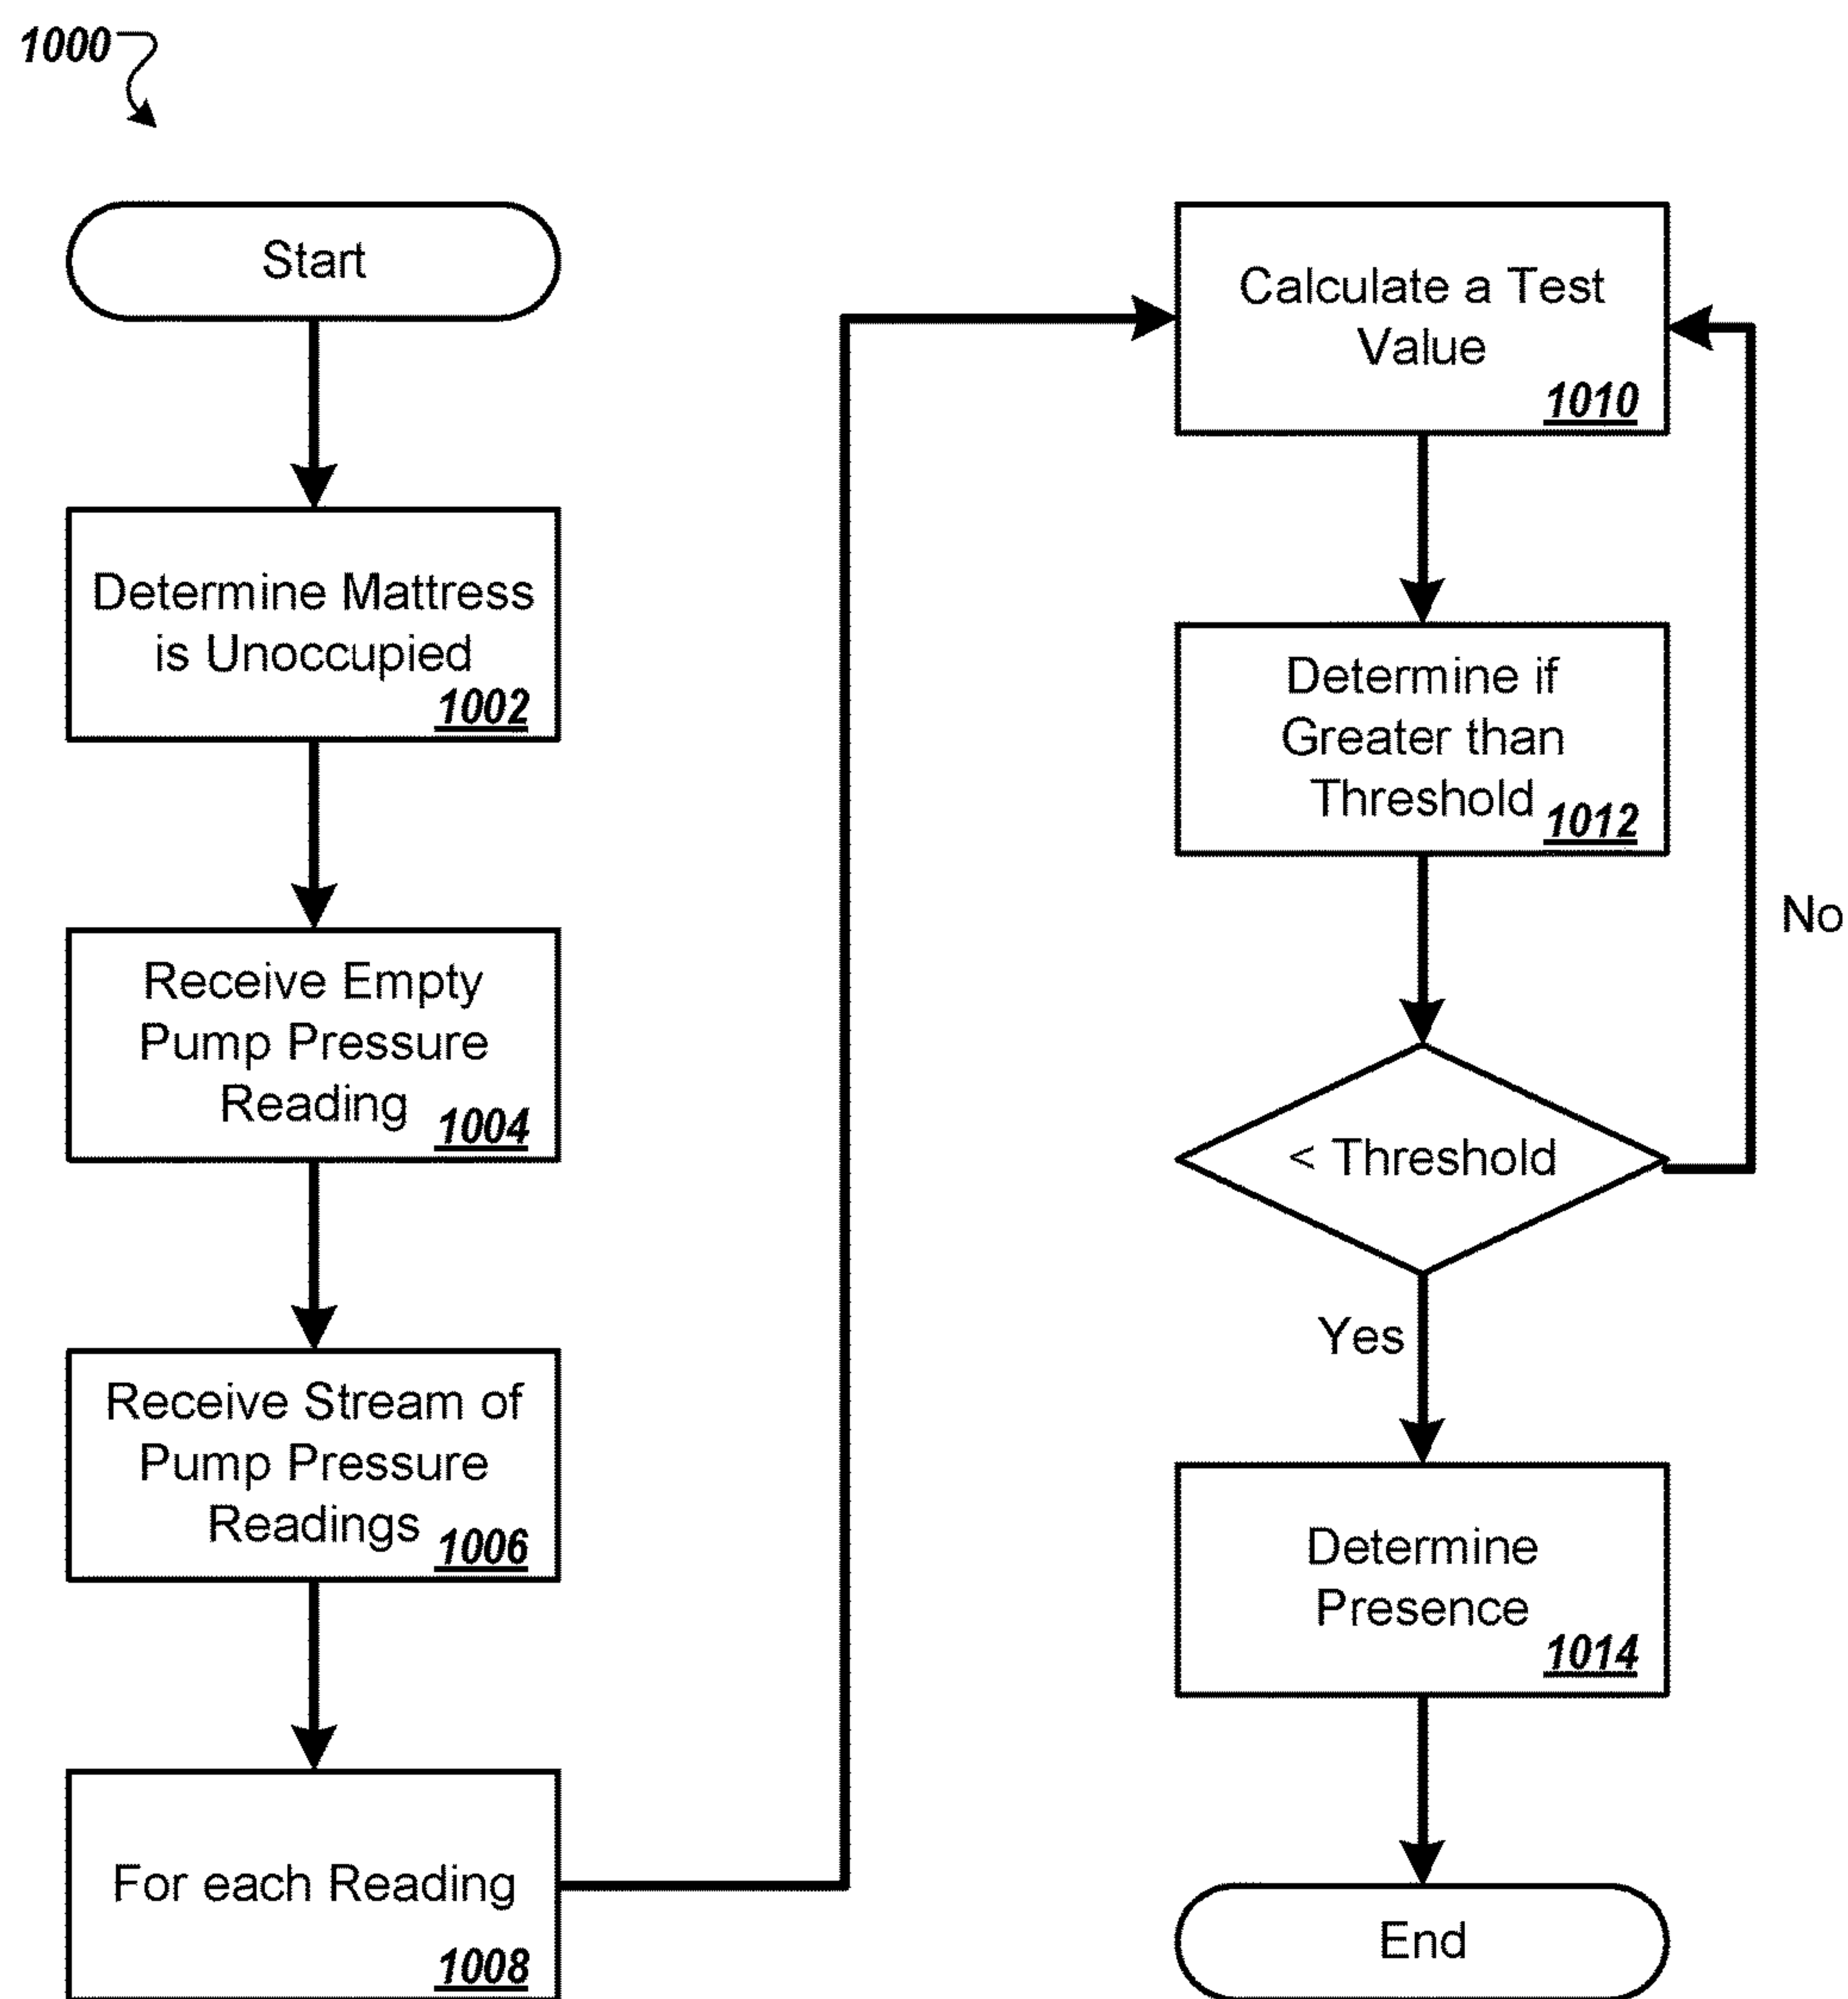 1000
Start
Determine Mattress
is Unoccupied
1002
Receive Empty
Pump Pressure
Reading
1004
Receive Stream of
Pump Pressure
Readings
1006
For each Reading
1008
Calculate a Test
Value
1010
Determine if
Greater than
Threshold
1012
No
< Threshold
Yes
Determine
Presence
1014
End